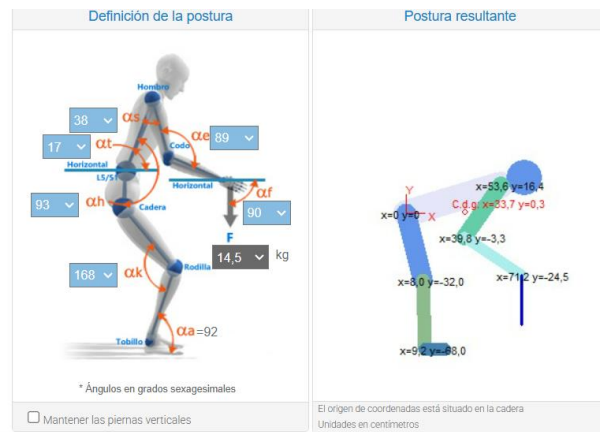 Definición de la postura
Hombro
38
αs
αe
89
17
αt
Codo
Horizontal
L5/S1
Horizontal
αf
93
αh
Cadera
90
F
14,5
kg
168
αk
Rodilla
Tobillo
αa=92
* Ángulos en grados sexagesimales
Mantener las piernas verticales
Postura resultante
x=53,6 y=16,4
Y
C.d.g: x=33,7 y=0,3
x=0 y=0
X
x=39,8 y=-3,3
x=8,0 y=-32,0
x=71,2 y=-24,5
x=9,2 y=-68,0
El origen de coordenadas está situado en la cadera
Unidades en centímetros